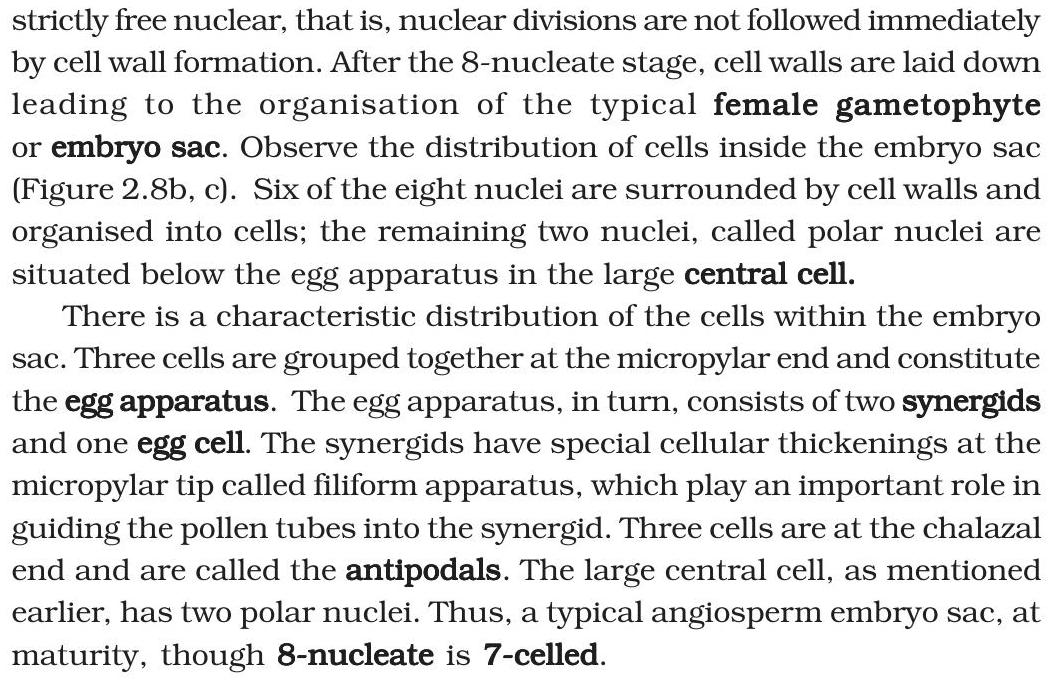 strictly free nuclear, that is, nuclear divisions are not followed immediately
by cell wall formation. After the 8-nucleate stage, cell walls are laid down
leading to the organisation of the typical female gametophyte
or embryo sac. Observe the distribution of cells inside the embryo sac
(Figure 2.8b, c). Six of the eight nuclei are surrounded by cell walls and
organised into cells; the remaining two nuclei, called polar nuclei are
situated below the egg apparatus in the large central cell.
There is a characteristic distribution of the cells within the embryo
sac. Three cells are grouped together at the micropylar end and constitute
the egg apparatus. The egg apparatus, in turn, consists of two synergids
and one egg cell. The synergids have special cellular thickenings at the
micropylar tip called filiform apparatus, which play an important role in
guiding the pollen tubes into the synergid. Three cells are at the chalazal
end and are called the antipodals. The large central cell, as mentioned
earlier, has two polar nuclei. Thus, a typical angiosperm embryo sac, at
maturity, though 8-nucleate is 7-celled.